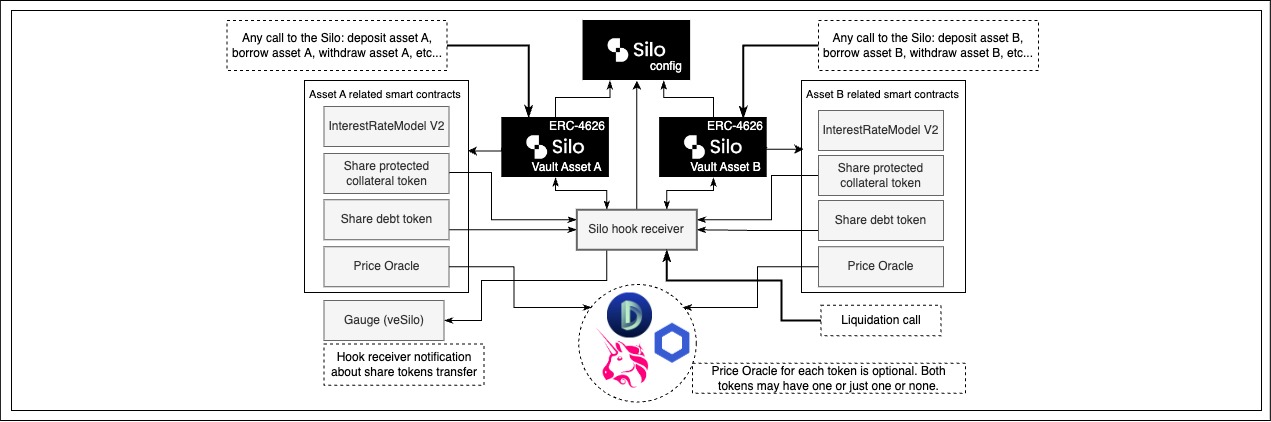 Any call to the Silo: deposit asset A,
borrow asset A, withdraw asset A, etc...
Silo
config
Any call to the Silo: deposit asset B,
borrow asset B, withdraw asset B, etc...
Asset A related smart contracts
InterestRateModel V2
Share protected
collateral token
Share debt token
Price Oracle
ERC-4626
Silo
Vault Asset A
ERC-4626
Silo
Vault Asset B
Asset B related smart contracts
InterestRateModel V2
Share protected
collateral token
Share debt token
Price Oracle
Silo hook receiver
Gauge (veSilo)
Hook receiver notification
about share tokens transfer
Liquidation call
Price Oracle for each token is optional. Both
tokens may have one or just one or none.